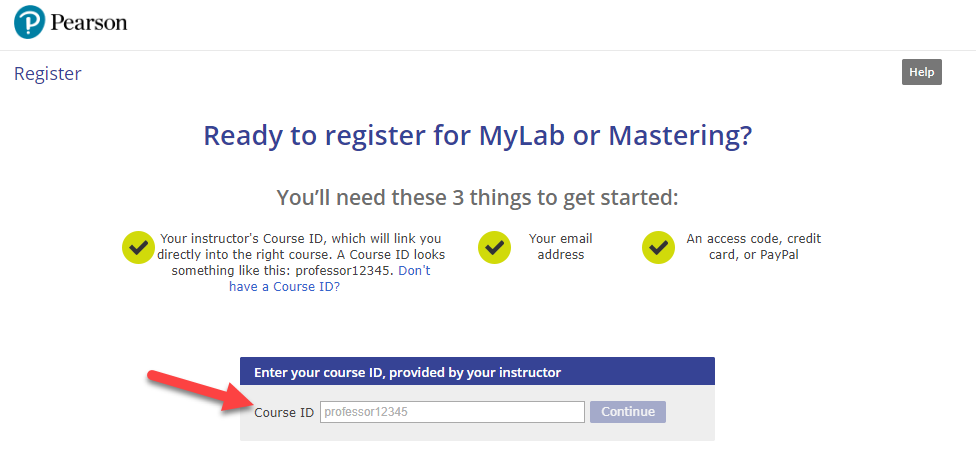 Pearson
Register
Help
Ready to register for MyLab or Mastering?
You’ll need these 3 things to get started:
Your instructor's Course ID, which will link you
directly into the right course. A Course ID looks
something like this: professor12345. Don't
have a Course ID?
Your email
address
An access code, credit
card, or PayPal
Enter your course ID, provided by your instructor
Course ID professor12345 Continue